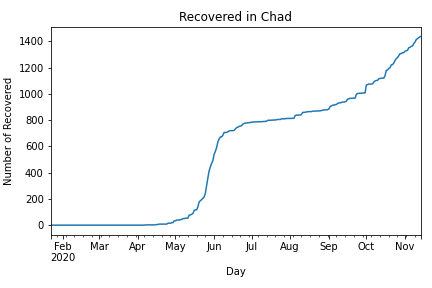 Recovered in Chad
Number of Recovered
1400
1200
1000
800
600
400
200
0
Feb Mar Apr May Jun Jul Aug Sep Oct Nov
2020
Day